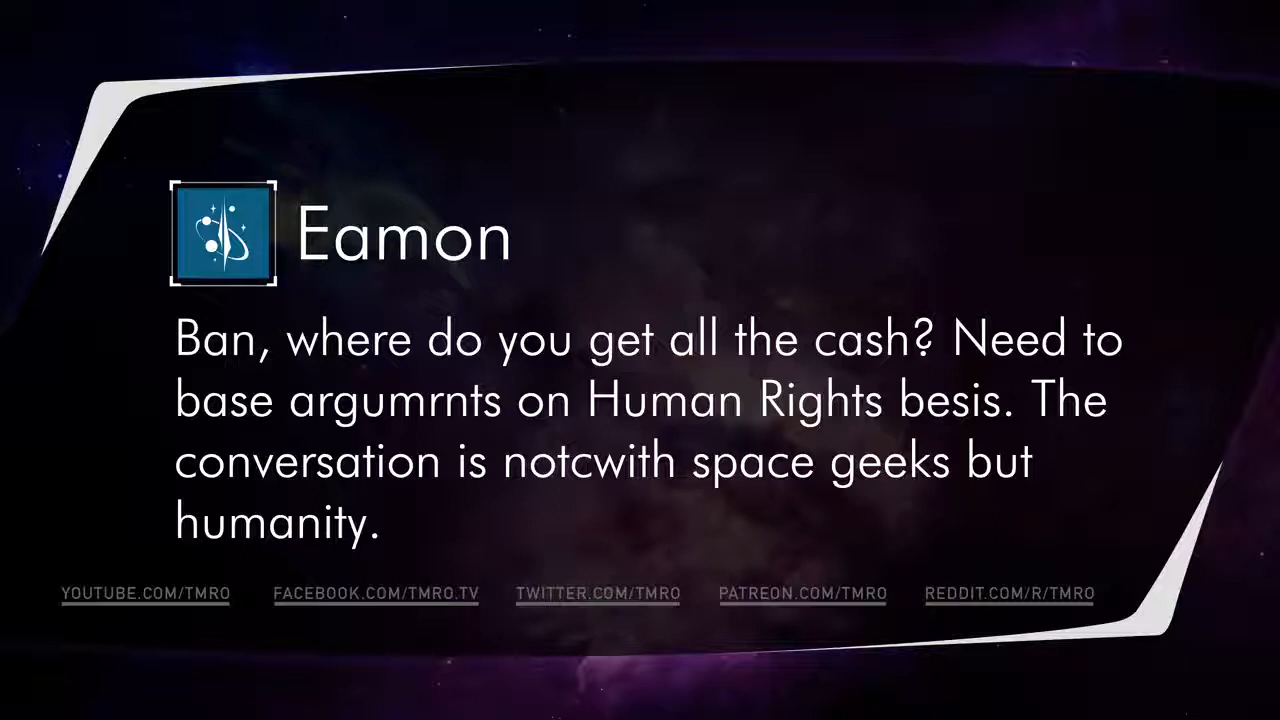 Eamon
Ban, where do you get all the cash? Need to
base argumrnts on Human Rights besis. The
conversation is notcwith space geeks but
humanity.
YOUTUBE.COM/TMRO FACEBOOK.COM/TMRO.TV TWITTER.COM/TMRO PATREON.COM/TMRO REDDIT.COM/R/TMRO